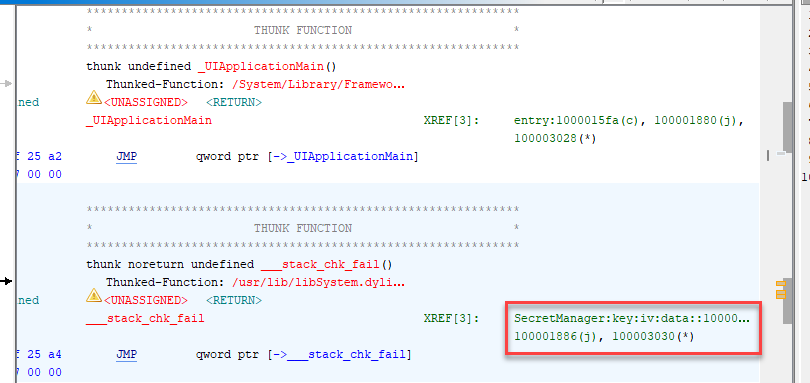 ************************************************************
* THUNK FUNCTION *
************************************************************
thunk undefined _UIApplicationMain()
Thunked-Function: /System/Library/Framewo...
ned <UNASSIGNED> <RETURN>
_UIApplicationMain XREF[3]: entry:1000015fa(c), 100001880(j),
100003028(*)
f 25 a2 JMP qword ptr [->_UIApplicationMain]
7 00 00
************************************************************
* THUNK FUNCTION *
************************************************************
thunk noreturn undefined ___stack_chk_fail()
Thunked-Function: /usr/lib/libSystem.dyli...
ned <UNASSIGNED> <RETURN>
___stack_chk_fail XREF[3]: SecretManager:key:iv:data::10000...
100001886(j), 100003030(*)
f 25 a4 JMP qword ptr [->___stack_chk_fail]
7 00 00